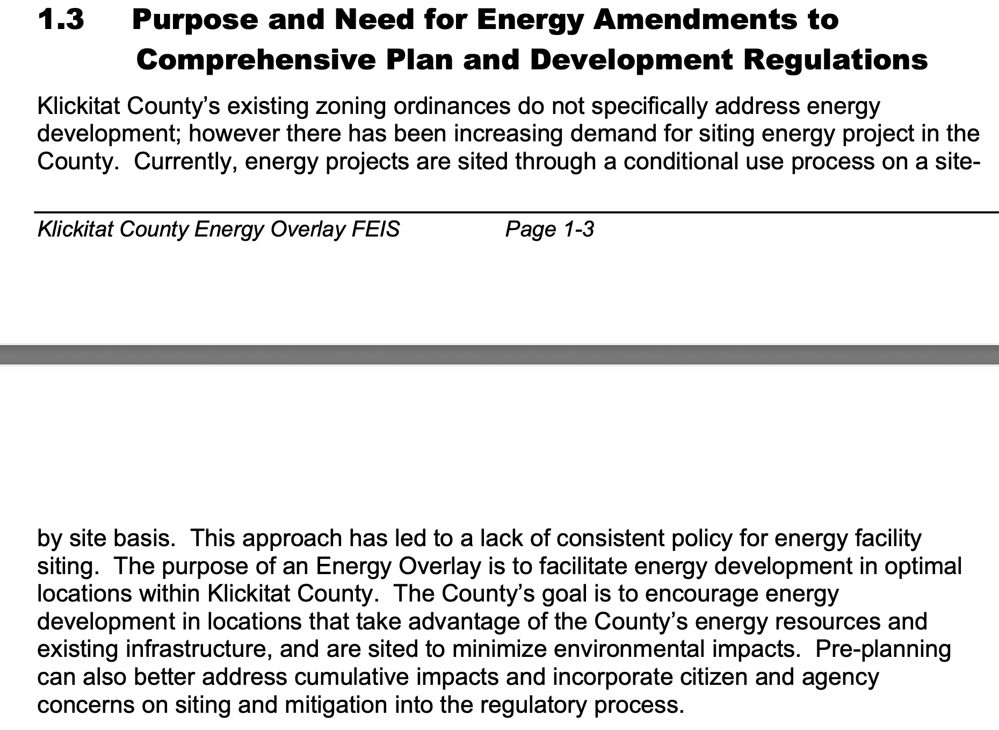 1.3 Purpose and Need for Energy Amendments to
Comprehensive Plan and Development Regulations
Klickitat County’s existing zoning ordinances do not specifically address energy
development; however there has been increasing demand for siting energy project in the
County.  Currently, energy projects are sited through a conditional use process on a site-
Klickitat County Energy Overlay FEIS Page 1-3
by site basis.  This approach has led to a lack of consistent policy for energy facility
siting.  The purpose of an Energy Overlay is to facilitate energy development in optimal
locations within Klickitat County.  The County’s goal is to encourage energy
development in locations that take advantage of the County’s energy resources and
existing infrastructure, and are sited to minimize environmental impacts.  Pre-planning
can also better address cumulative impacts and incorporate citizen and agency
concerns on siting and mitigation into the regulatory process.